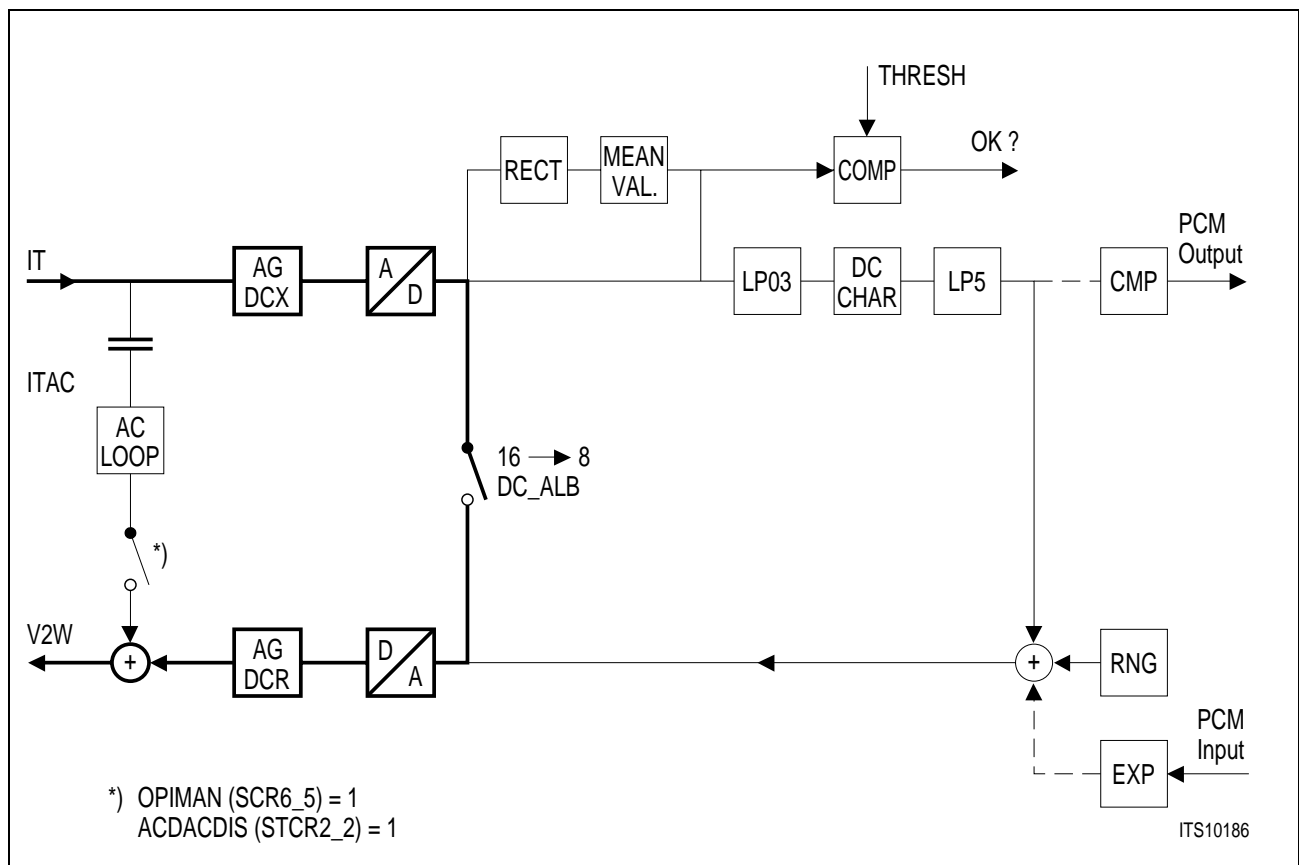 THRESH
OK ?
RECT
MEAN
VAL.
COMP
PCM
Output
IT
AG
DCX
A
D
LP03
DC
CHAR
LP5
CMP
ITAC
AC
LOOP
16 8
DC_ALB
*)
V2W
+
AG
DCR
D
A
+
RNG
PCM
Input
EXP
*) OPIMAN (SCR6_5) = 1
ACDACDIS (STCR2_2) = 1
ITS10186